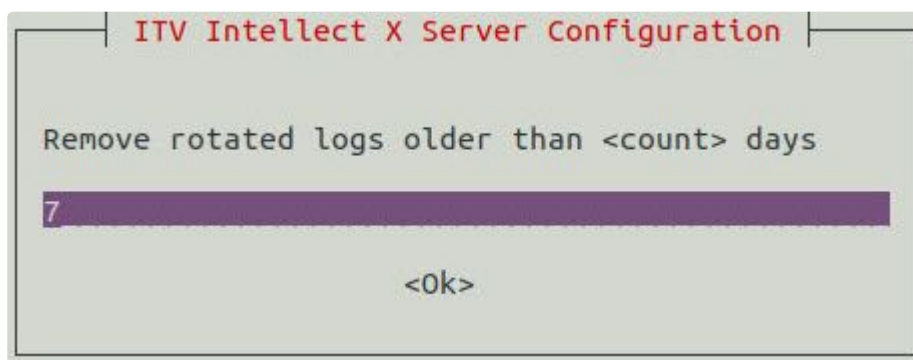 ITV Intellect X Server Configuration
Remove rotated logs older than <count> days
7
<Ok>